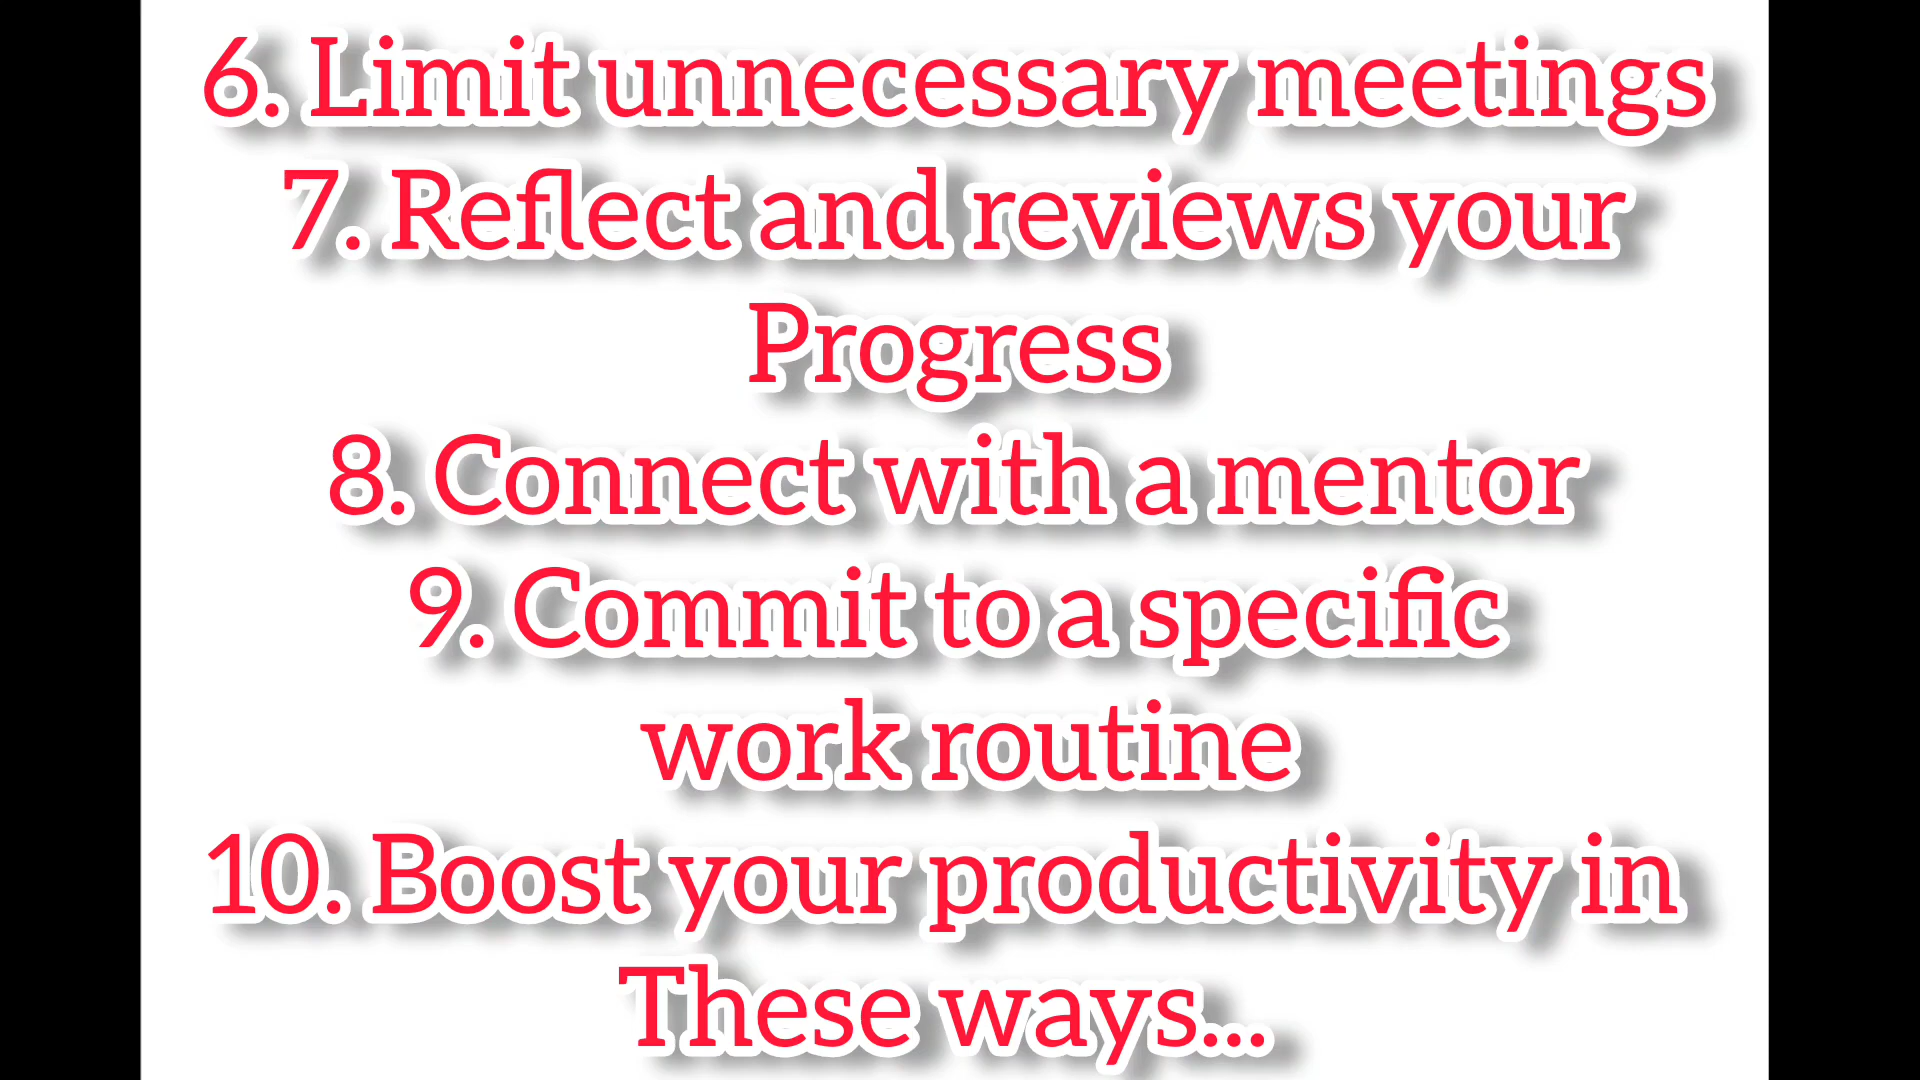 6. Limit unnecessary meetings
7. Reflect and reviews your
Progress
8. Connect with a mentor
9. Commit to a specific
work routine
10. Boost your productivity in
These ways...